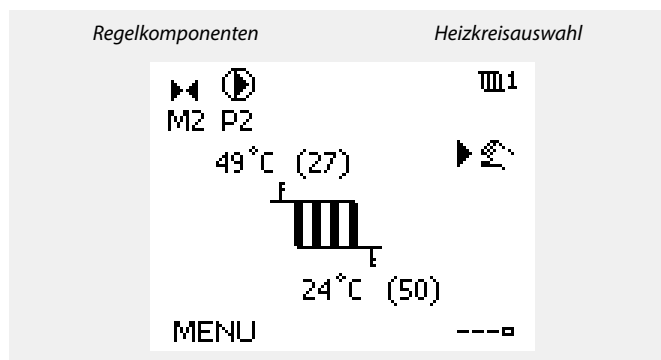 Regelkomponenten Heizkreisauswahl
1
M2 P2
49°C (27)
24°C (50)
MENU ---